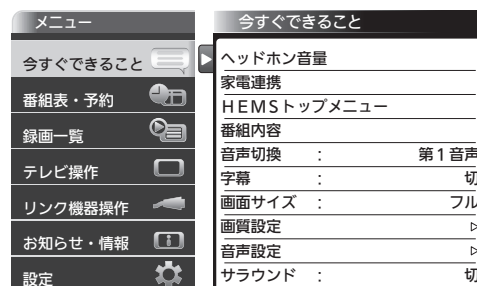 メニュー
今すぐできること
番組表・予約
録画一覧
テレビ操作
リンク機器操作
お知らせ・情報
設定
今すぐできること
ヘッドホン音量
家電連携
HEMSトップメニュー
番組内容
音声切換 : 第1音声
字幕 : 切
画面サイズ : フル
画質設定
音声設定
サラウンド : 切